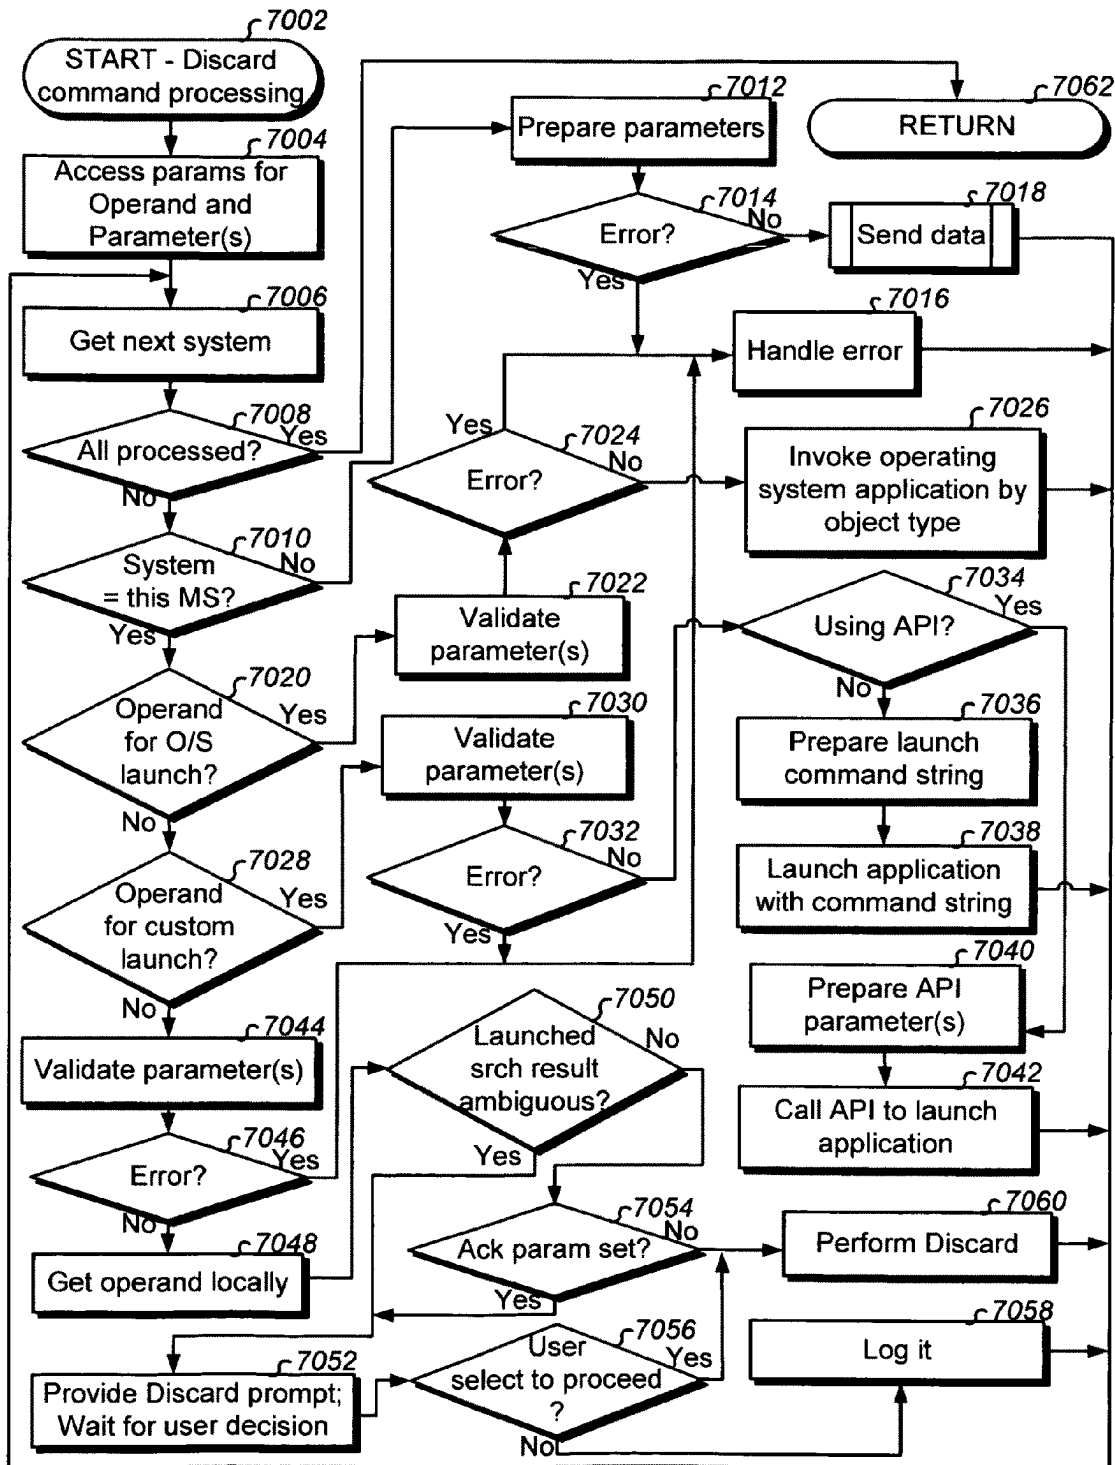 7002
START - Discard
command processing
7004
Access params for
Operand and
Parameter(s)
7006
Get next system
7008
All processed?
Yes
No
7010
System
= this MS?
No
Yes
7020
Operand
for O/S
launch?
Yes
No
7028
Operand
for custom
launch?
Yes
No
7044
Validate parameter(s)
7046
Error?
Yes
No
7048
Get operand locally
7052
Provide Discard prompt;
Wait for user decision
7012
Prepare parameters
7014
Error?
No
Yes
7018
Send data
7062
RETURN
7016
Handle error
Yes
7024
Error?
No
7026
Invoke operating
system application by
object type
7022
Validate
parameter(s)
7030
Validate
parameter(s)
7032
Error?
No
Yes
7034
Using API?
Yes
No
7036
Prepare launch
command string
7038
Launch application
with command string
7040
Prepare API
parameter(s)
7042
Call API to launch
application
7050
Launched
srch result
ambiguous?
No
Yes
7054
Ack param set?
No
Yes
7060
Perform Discard
7056
User
select to proceed
?
Yes
No
7058
Log it